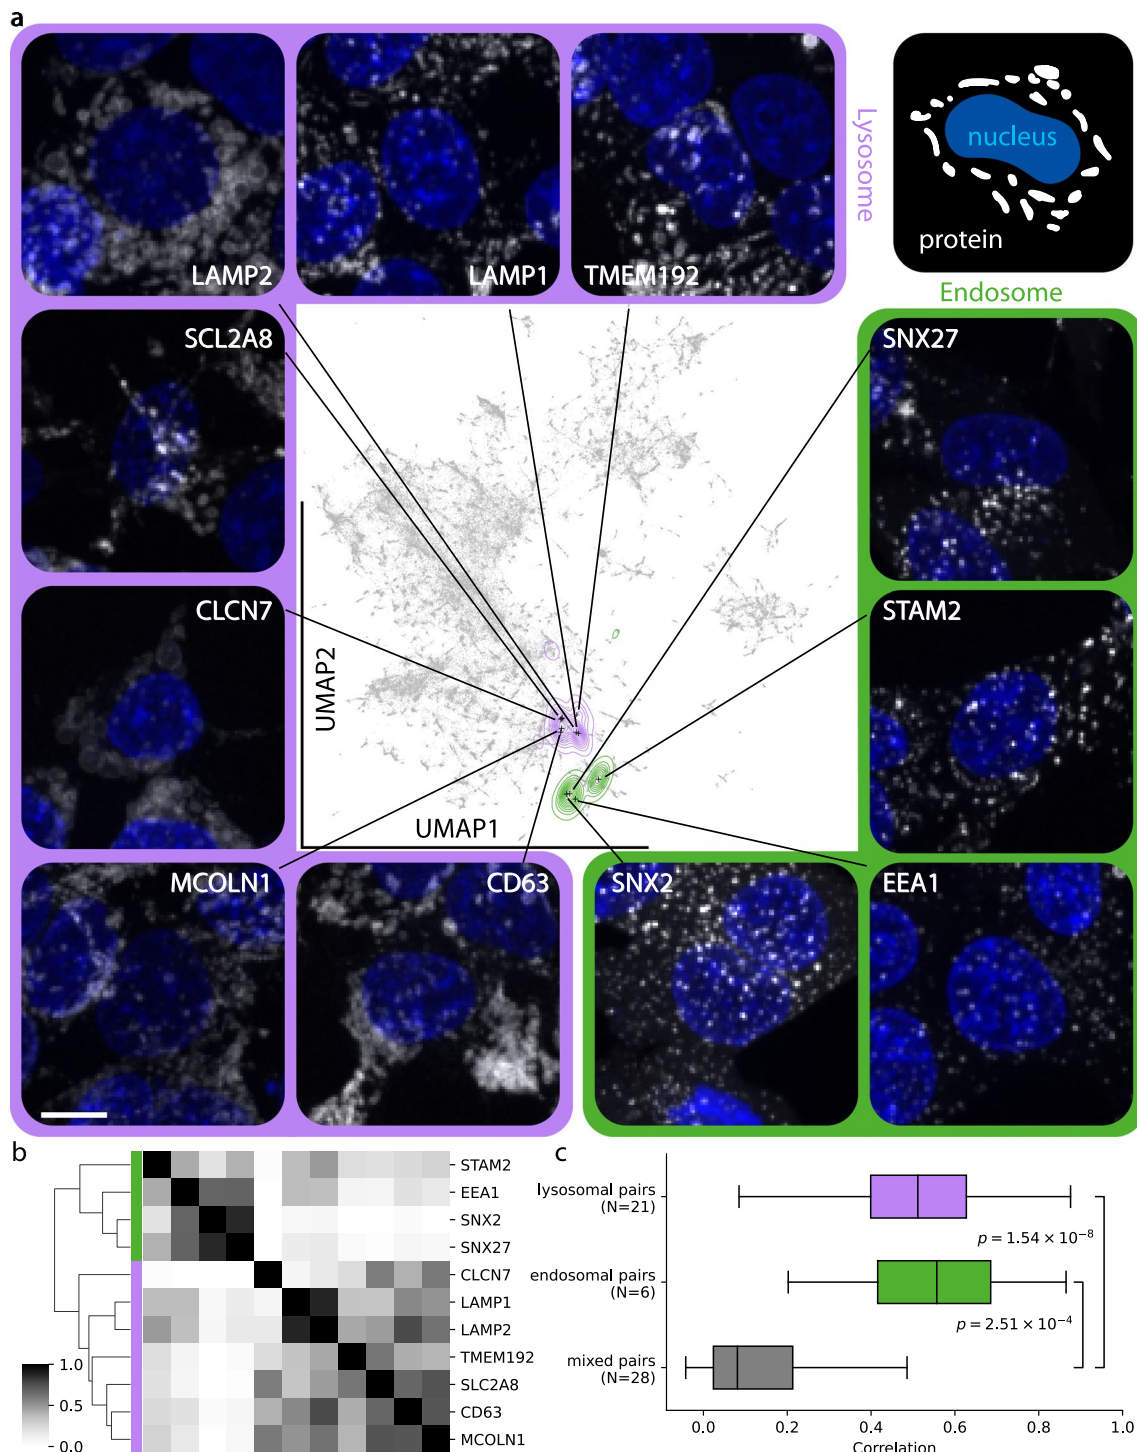 a
LAMP2
LAMP1
TMEM192
Lysosome
nucleus
protein
Endosome
SCL2A8
SNX27
CLCN7
STAM2
UMAP2
UMAP1
MCOLN1
CD63
SNX2
EEA1
b
STAM2
EEA1
SNX2
SNX27
CLCN7
LAMP1
LAMP2
TMEM192
SLC2A8
CD63
MCOLN1
1.0
0.5
0.0
c
lysosomal pairs
(N=21)
p = 1.54 × 10⁻⁸
endosomal pairs
(N=6)
p = 2.51 × 10⁻⁴
mixed pairs
(N=28)
0.0 0.2 0.4 0.6 0.8 1.0
Correlation